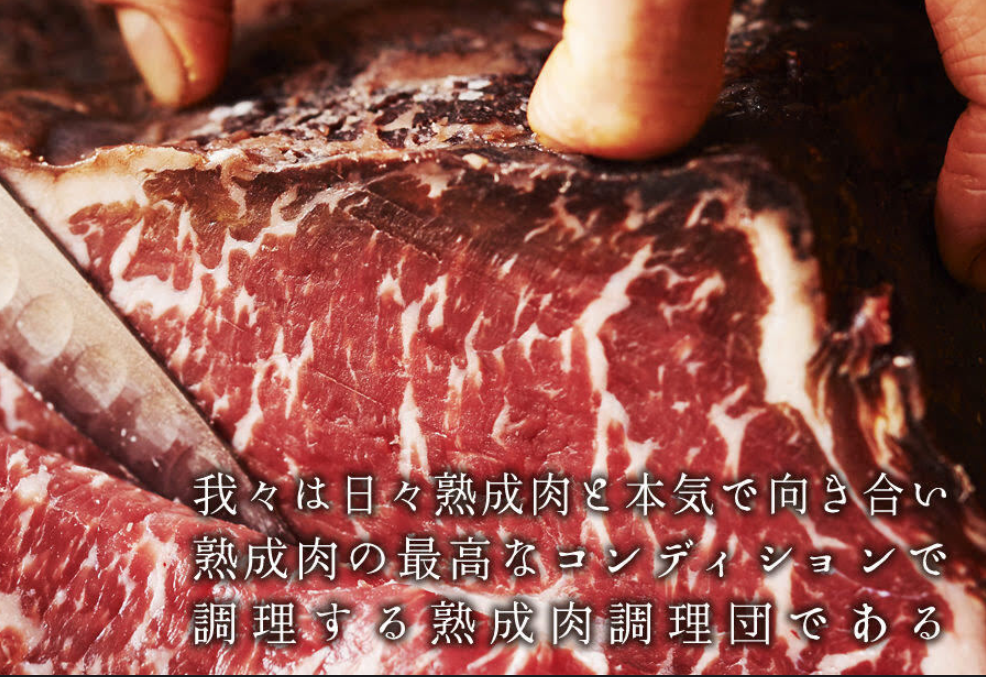 我々は日々熟成肉と本気で向き合い
熟成肉の最高なコンディションで
調理する熟成肉調理団である